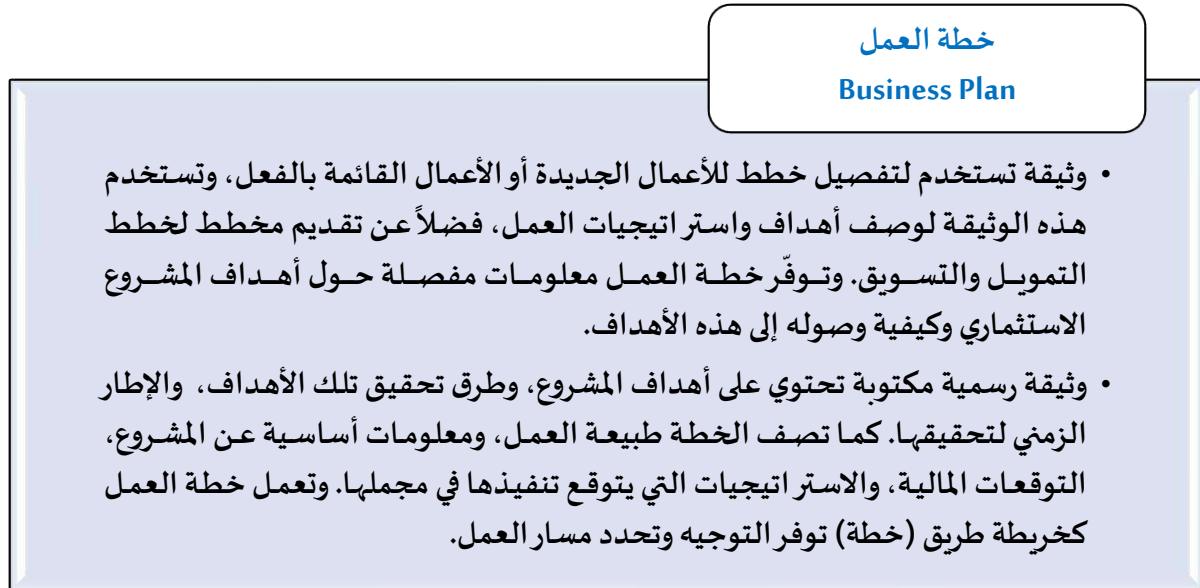 خطة العمل
Business Plan
• وثيقة تستخدم لتفصيل خطط للأعمال الجديدة أو الأعمال القائمة بالفعل، وتستخدم
هذه الوثيقة لوصف أهداف واستراتيجيات العمل، فضلاً عن تقديم مخطط لخطط
التمويل والتسويق. وتوفّر خطة العمل معلومات مفصلة حول أهداف المشروع
الاستثماري وكيفية وصوله إلى هذه الأهداف.
• وثيقة رسمية مكتوبة تحتوي على أهداف المشروع، وطرق تحقيق تلك الأهداف، والإطار
الزمني لتحقيقها. كما تصف الخطة طبيعة العمل، ومعلومات أساسية عن المشروع،
التوقعات المالية، والاستراتيجيات التي يتوقع تنفيذها في مجملها. وتعمل خطة العمل
كخريطة طريق (خطة) توفر التوجيه وتحدد مسار العمل.